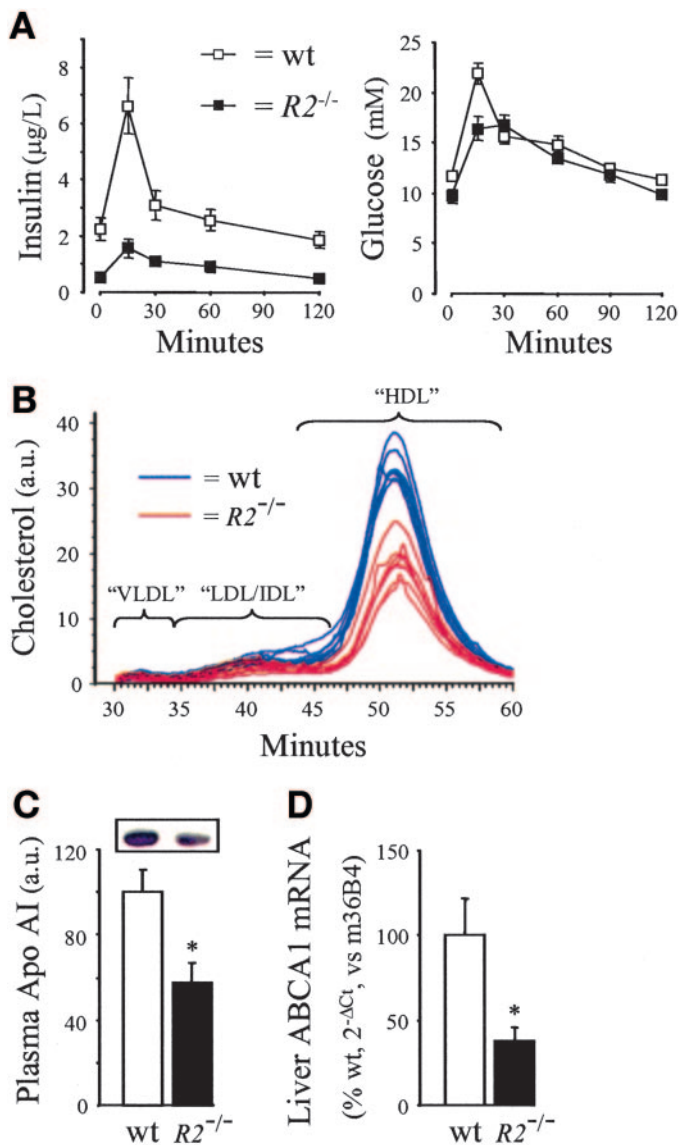 A
Insulin (µg/L)
8
6
4
2
0
= wt
= R2-/-
0 30 60 90 120
Minutes
Glucose (mM)
25
20
15
10
5
0
0 30 60 90 120
Minutes
B
Cholesterol (a.u.)
40
30
20
10
0
"HDL"
= wt
= R2-/-
"VLDL" "LDL/IDL"
30 35 40 45 50 55 60
Minutes
C
Plasma Apo AI (a.u.)
120
80
40
0
*
wt R2-/-
D
Liver ABCA1 mRNA
(% wt, 2-ΔCt, vs m36B4)
150
100
50
0
*
wt R2-/-